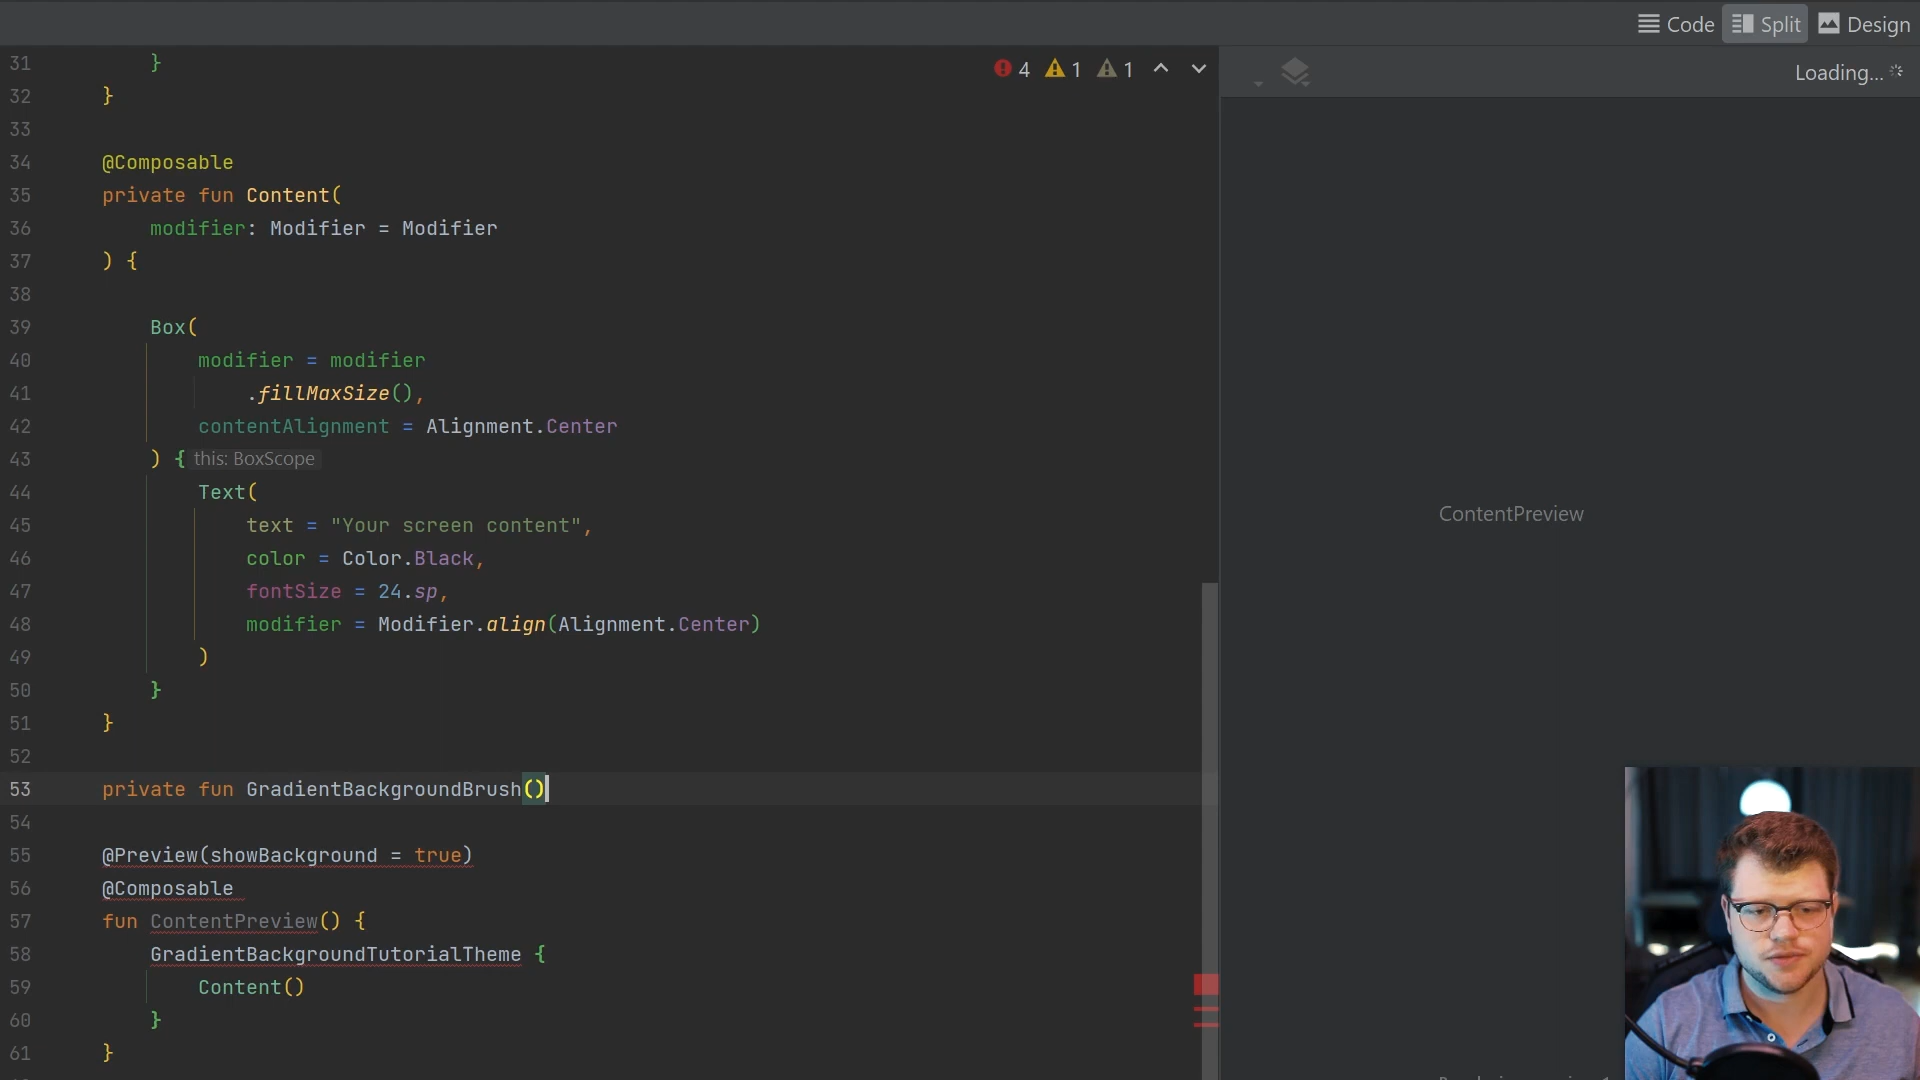 Code Split Design
4 1 1
Loading...
31 }
32 }
33
34 @Composable
35 private fun Content(
36 modifier: Modifier = Modifier
37 ) {
38
39 Box(
40 modifier = modifier
41 .fillMaxSize(),
42 contentAlignment = Alignment.Center
43 ) { this: BoxScope
44 Text(
45 text = "Your screen content",
46 color = Color.Black,
47 fontSize = 24.sp,
48 modifier = Modifier.align(Alignment.Center)
49 )
50 }
51 }
52
53 private fun GradientBackgroundBrush()
54
55 @Preview(showBackground = true)
56 @Composable
57 fun ContentPreview() {
58 GradientBackgroundTutorialTheme {
59 Content()
60 }
61 }
ContentPreview